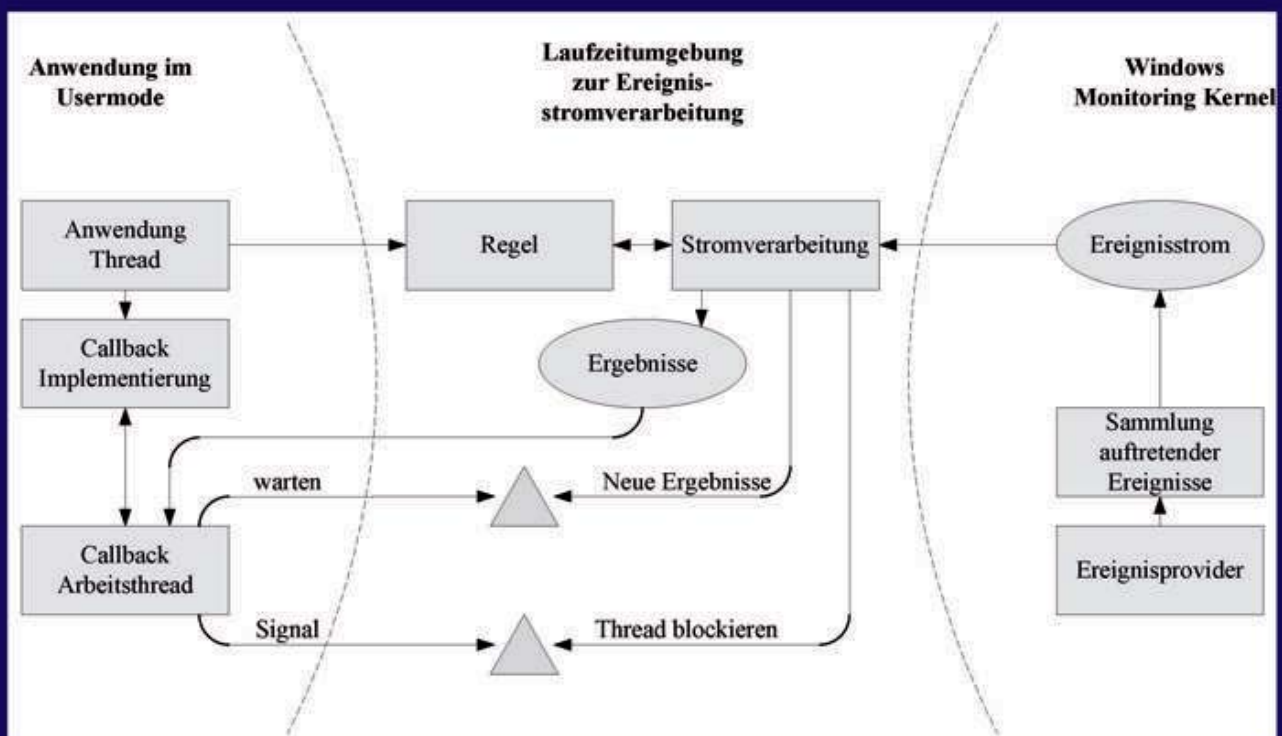 Anwendung im
Usermode
Laufzeitumgebung
zur Ereignis-
stromverarbeitung
Windows
Monitoring Kernel
Anwendung
Thread
Regel
Stromverarbeitung
Ereignisstrom
Callback
Implementierung
Ergebnisse
Sammlung
auftretender
Ereignisse
warten
Neue Ergebnisse
Callback
Arbeitsthread
Ereignisprovider
Signal
Thread blockieren